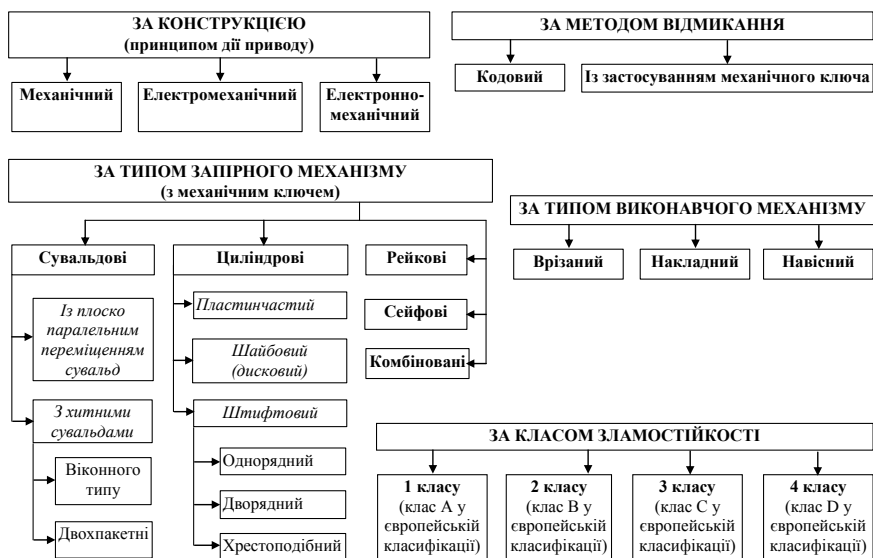 ЗА КОНСТРУКЦІЄЮ
(принципом дії приводу)
Механічний
Електромеханічний
Електронно-
механічний
ЗА МЕТОДОМ ВІДМИКАННЯ
Кодовий
Із застосуванням механічного ключа
ЗА ТИПОМ ЗАПІРНОГО МЕХАНІЗМУ
(з механічним ключем)
Сувальдові
Із плоско
паралельним
переміщенням
сувальд
З хитними
сувальдами
Віконного
типу
Двохпакетні
Циліндрові
Пластинчастий
Шайбовий
(дисковий)
Штифтовий
Однорядний
Дворядний
Хрестоподібний
Рейкові
Сейфові
Комбіновані
ЗА ТИПОМ ВИКОНАВЧОГО МЕХАНІЗМУ
Врізаний
Накладний
Навісний
ЗА КЛАСОМ ЗЛАМОСТІЙКОСТІ
1 класу
(клас А у
європейській
класифікації)
2 класу
(клас В у
європейській
класифікації)
3 класу
(клас С у
європейській
класифікації)
4 класу
(клас D у
європейській
класифікації)